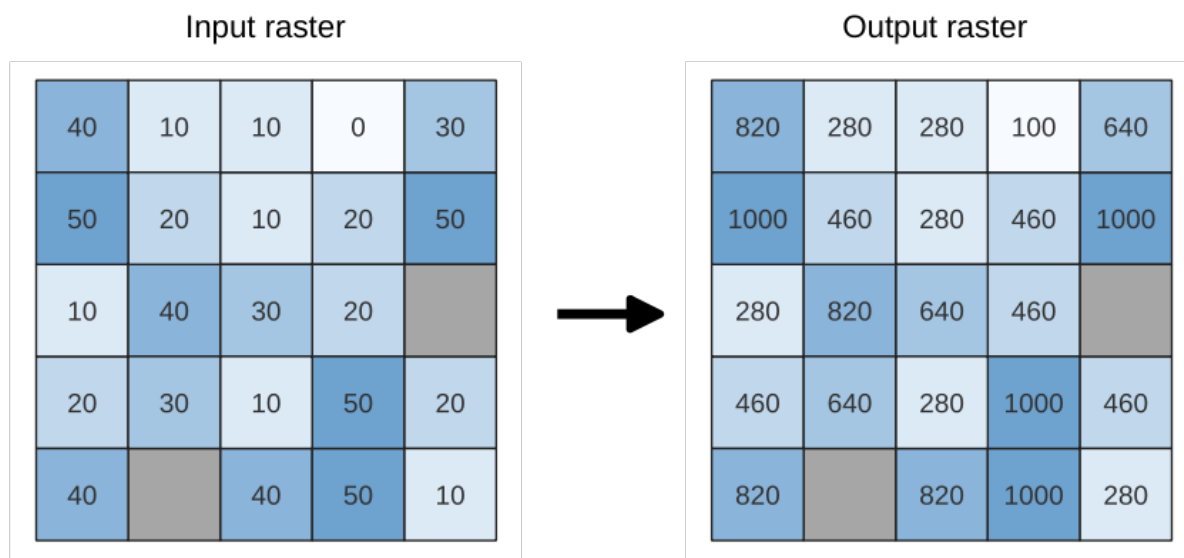 Input raster
Output raster
40 10 10 0 30
50 20 10 20 50
10 40 30 20
20 30 10 50 20
40 40 50 10
820 280 280 100 640
1000 460 280 460 1000
280 820 640 460
460 640 280 1000 460
820 820 1000 280